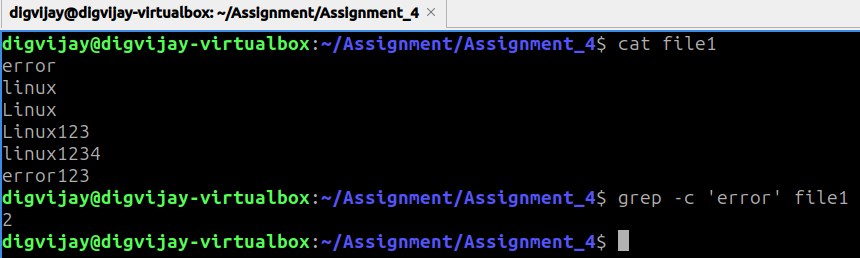 digvijay@digvijay-virtualbox: ~/Assignment/Assignment_4 ×
digvijay@digvijay-virtualbox:~/Assignment/Assignment_4$ cat file1
error
linux
Linux
Linux123
linux1234
error123
digvijay@digvijay-virtualbox:~/Assignment/Assignment_4$ grep -c 'error' file1
2
digvijay@digvijay-virtualbox:~/Assignment/Assignment_4$